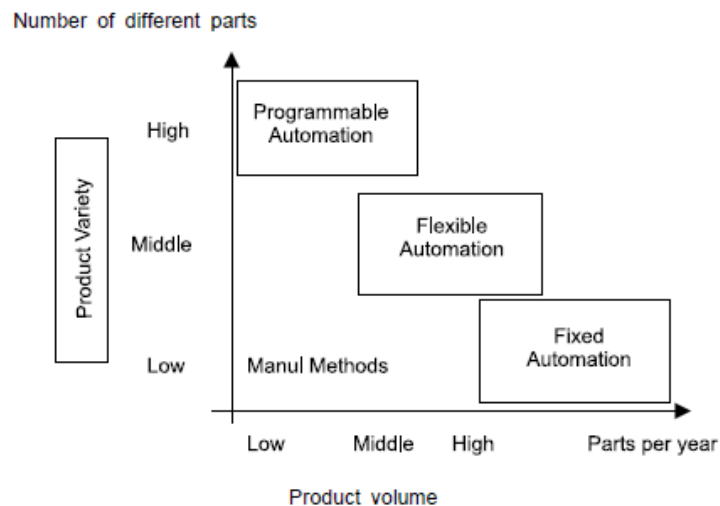 Number of different parts
High
Programmable
Automation
Product Variety
Middle
Flexible
Automation
Low
Manul Methods
Fixed
Automation
Low
Middle
High
Parts per year
Product volume